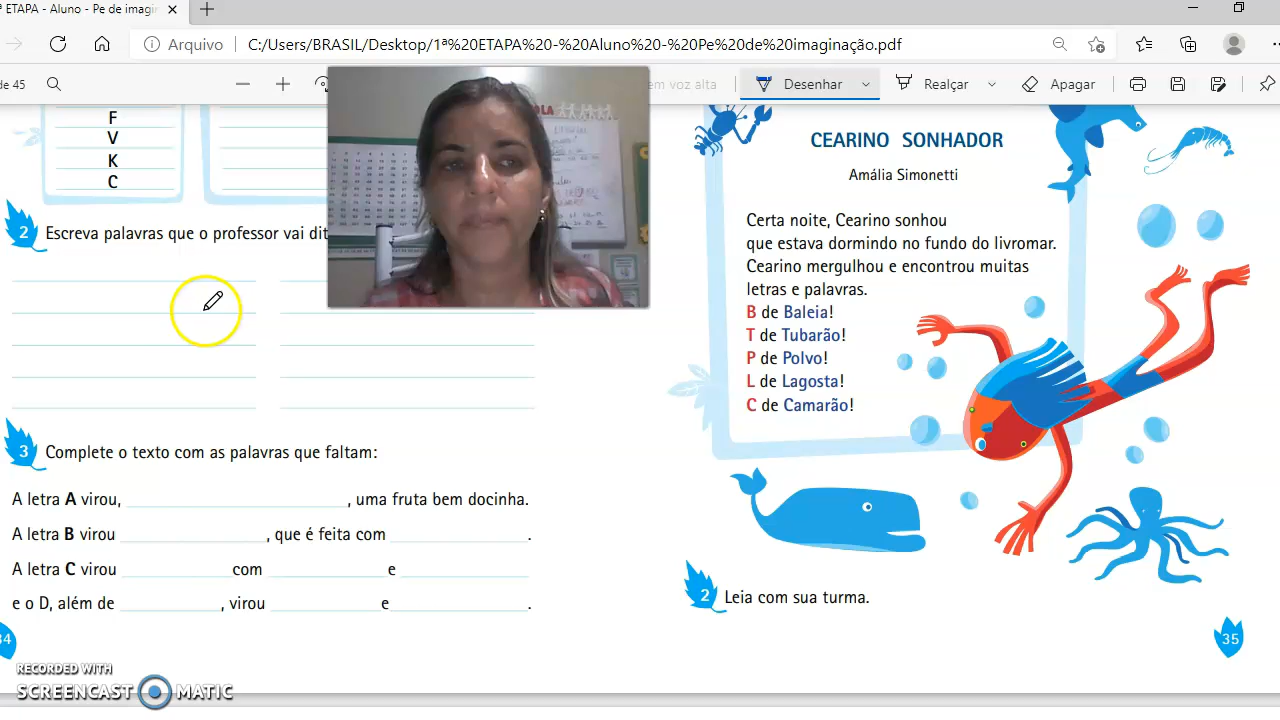 ª ETAPA - Aluno - Pe de imagi
Arquivo
C:/Users/BRASIL/Desktop/1ª%20ETAPA%20-%20Aluno%20-%20Pe%20de%20imaginação.pdf
de 45
em voz alta
Desenhar
Realçar
Apagar
F
V
K
C
2 Escreva palavras que o professor vai dit
3 Complete o texto com as palavras que faltam:
A letra A virou, , uma fruta bem docinha.
A letra B virou , que é feita com .
A letra C virou com e
e o D, além de , virou e .
34
CEARINO SONHADOR
Amália Simonetti
Certa noite, Cearino sonhou
que estava dormindo no fundo do livromar.
Cearino mergulhou e encontrou muitas
letras e palavras.
B de Baleia!
T de Tubarão!
P de Polvo!
L de Lagosta!
C de Camarão!
2 Leia com sua turma.
35
RECORDED WITH
SCREENCAST MATIC